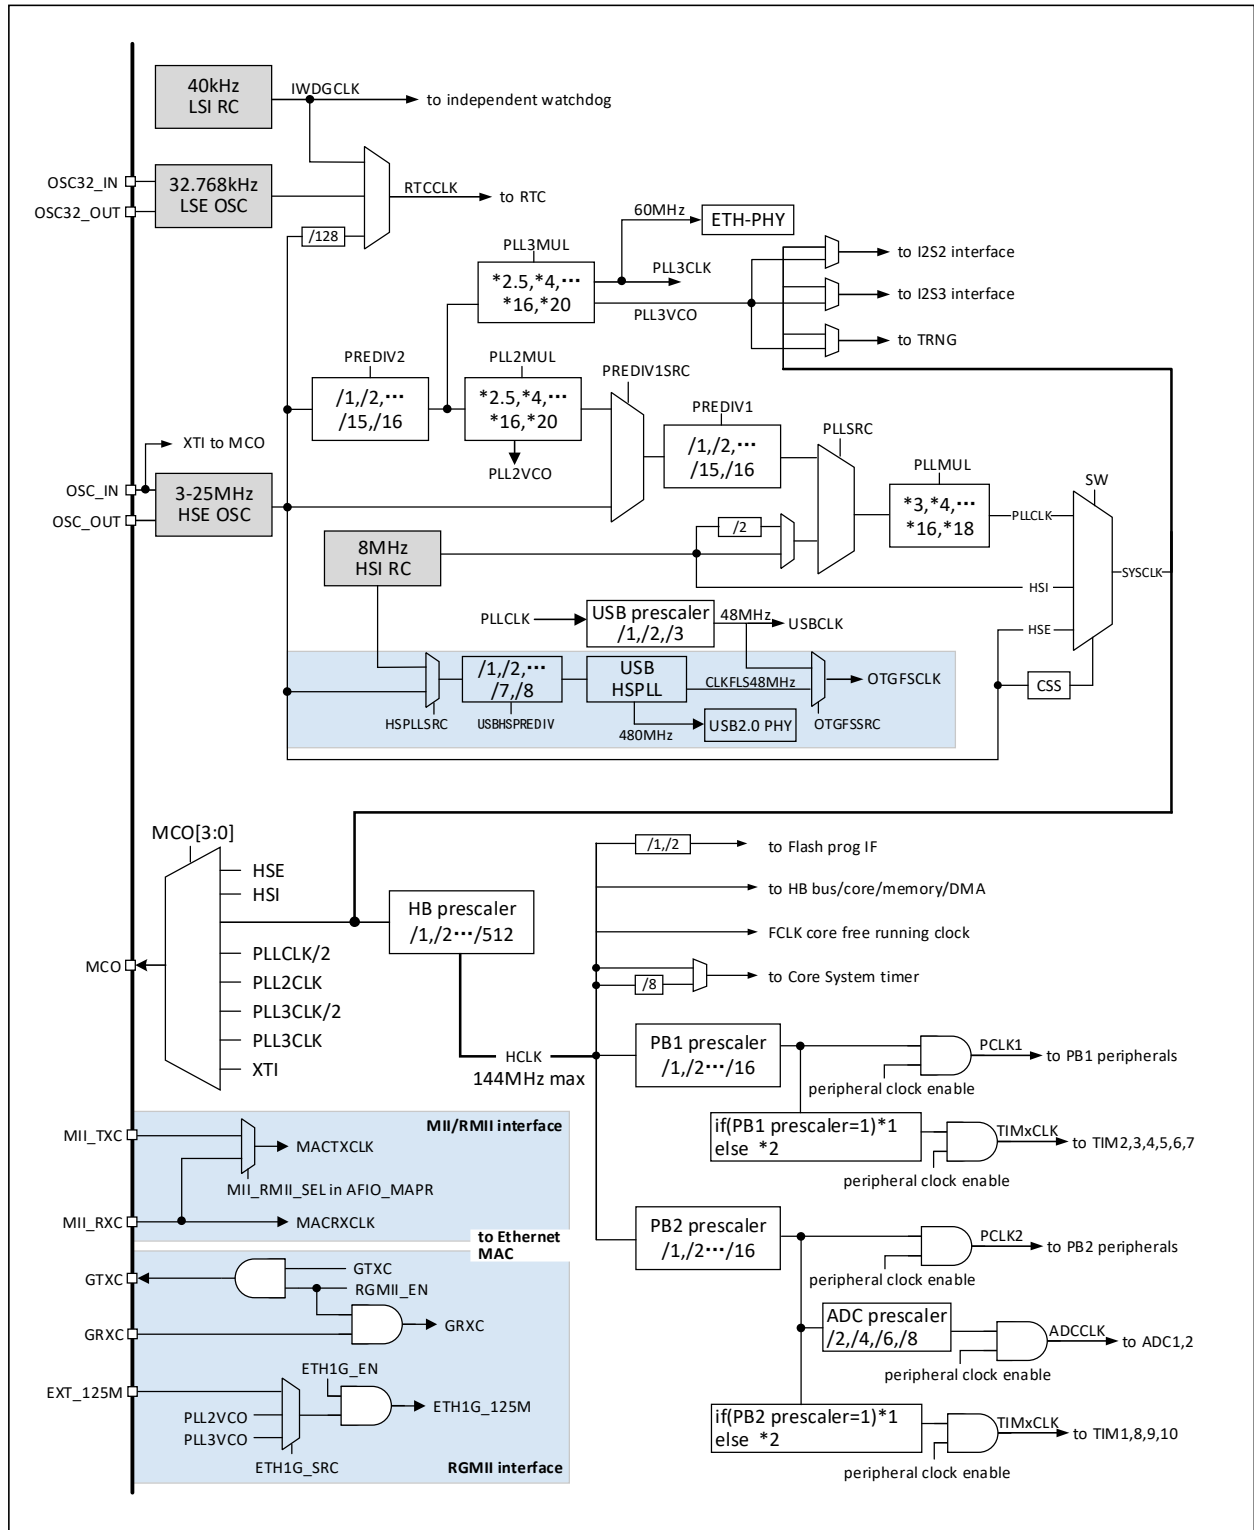 40kHz
LSI RC
IWDGCLK
to independent watchdog
OSC32_IN
OSC32_OUT
32.768kHz
LSE OSC
RTCCLK
to RTC
/128
60MHz
ETH-PHY
PLL3MUL
*2.5,*4,···
*16,*20
PLL3CLK
PLL3VCO
to I2S2 interface
to I2S3 interface
to TRNG
PREDIV2
/1,/2,···
/15,/16
PLL2MUL
*2.5,*4,···
*16,*20
PLL2VCO
PREDIV1SRC
PREDIV1
/1,/2,···
/15,/16
PLLSRC
PLLMUL
*3,*4,···
*16,*18
PLLCLK
SW
XTI to MCO
OSC_IN
OSC_OUT
3-25MHz
HSE OSC
/2
8MHz
HSI RC
HSI
SYSCLK
HSE
CSS
PLLCLK
USB prescaler
/1,/2,/3
48MHz
USBCLK
/1,/2,···
/7,/8
USB
HSPLL
CLKFLS48MHz
OTGFSCLK
HSPLLSRC
USBHSPREDIV
480MHz
USB2.0 PHY
OTGFSSRC
MCO[3:0]
HSE
HSI
PLLCLK/2
PLL2CLK
PLL3CLK/2
PLL3CLK
XTI
MCO
HB prescaler
/1,/2···/512
HCLK
144MHz max
/1,/2
to Flash prog IF
to HB bus/core/memory/DMA
FCLK core free running clock
/8
to Core System timer
PB1 prescaler
/1,/2···/16
PCLK1
to PB1 peripherals
peripheral clock enable
if(PB1 prescaler=1)*1
else *2
TIMxCLK
to TIM2,3,4,5,6,7
peripheral clock enable
PB2 prescaler
/1,/2···/16
PCLK2
to PB2 peripherals
peripheral clock enable
ADC prescaler
/2,/4,/6,/8
ADCCLK
to ADC1,2
peripheral clock enable
if(PB2 prescaler=1)*1
else *2
TIMxCLK
to TIM1,8,9,10
peripheral clock enable
MII/RMII interface
MII_TXC
MACTXCLK
MII_RMII_SEL in AFIO_MAPR
MII_RXC
MACRXCLK
to Ethernet
MAC
GTXC
GTXC
RGMII_EN
GRXC
GRXC
ETH1G_EN
EXT_125M
ETH1G_125M
PLL2VCO
PLL3VCO
ETH1G_SRC
RGMII interface